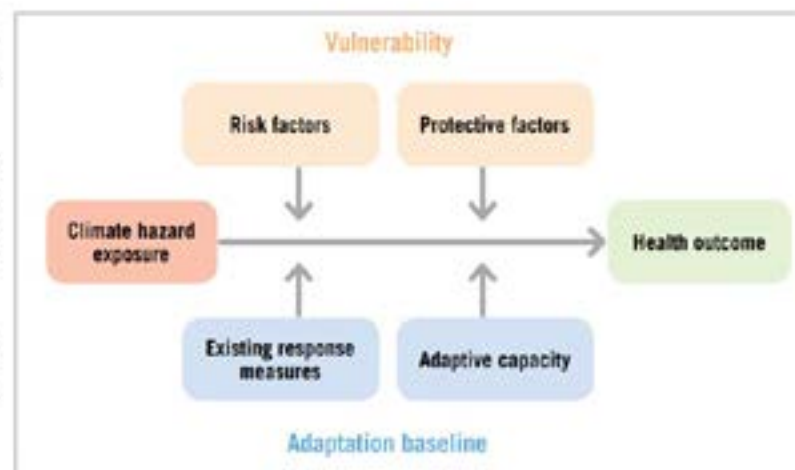 Vulnerability
Risk factors
Protective factors
Climate hazard
exposure
Health outcome
Existing response
measures
Adaptive capacity
Adaptation baseline